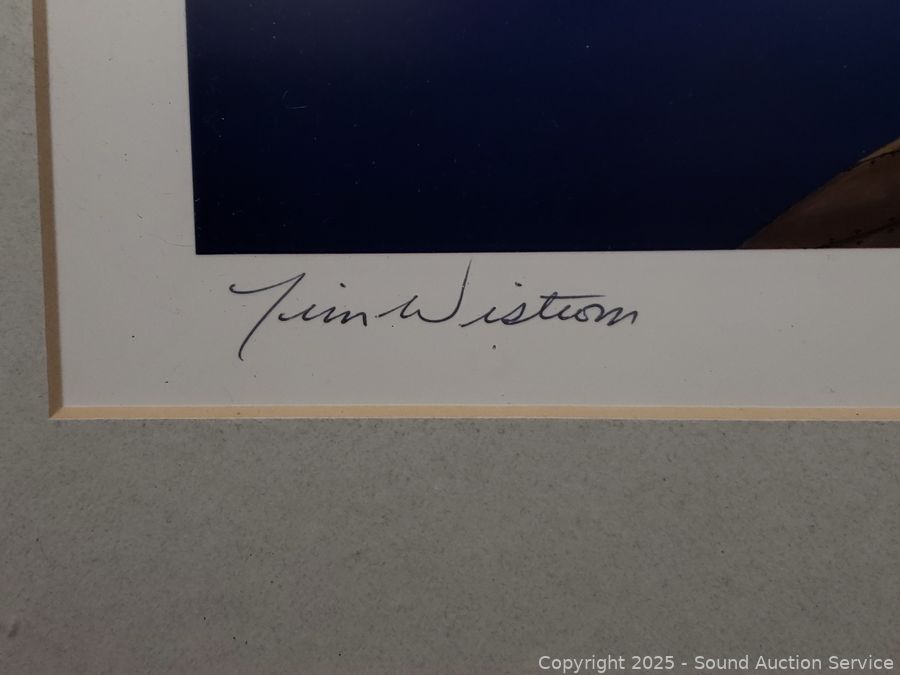 Tim Wistrom
Copyright 2025 - Sound Auction Service